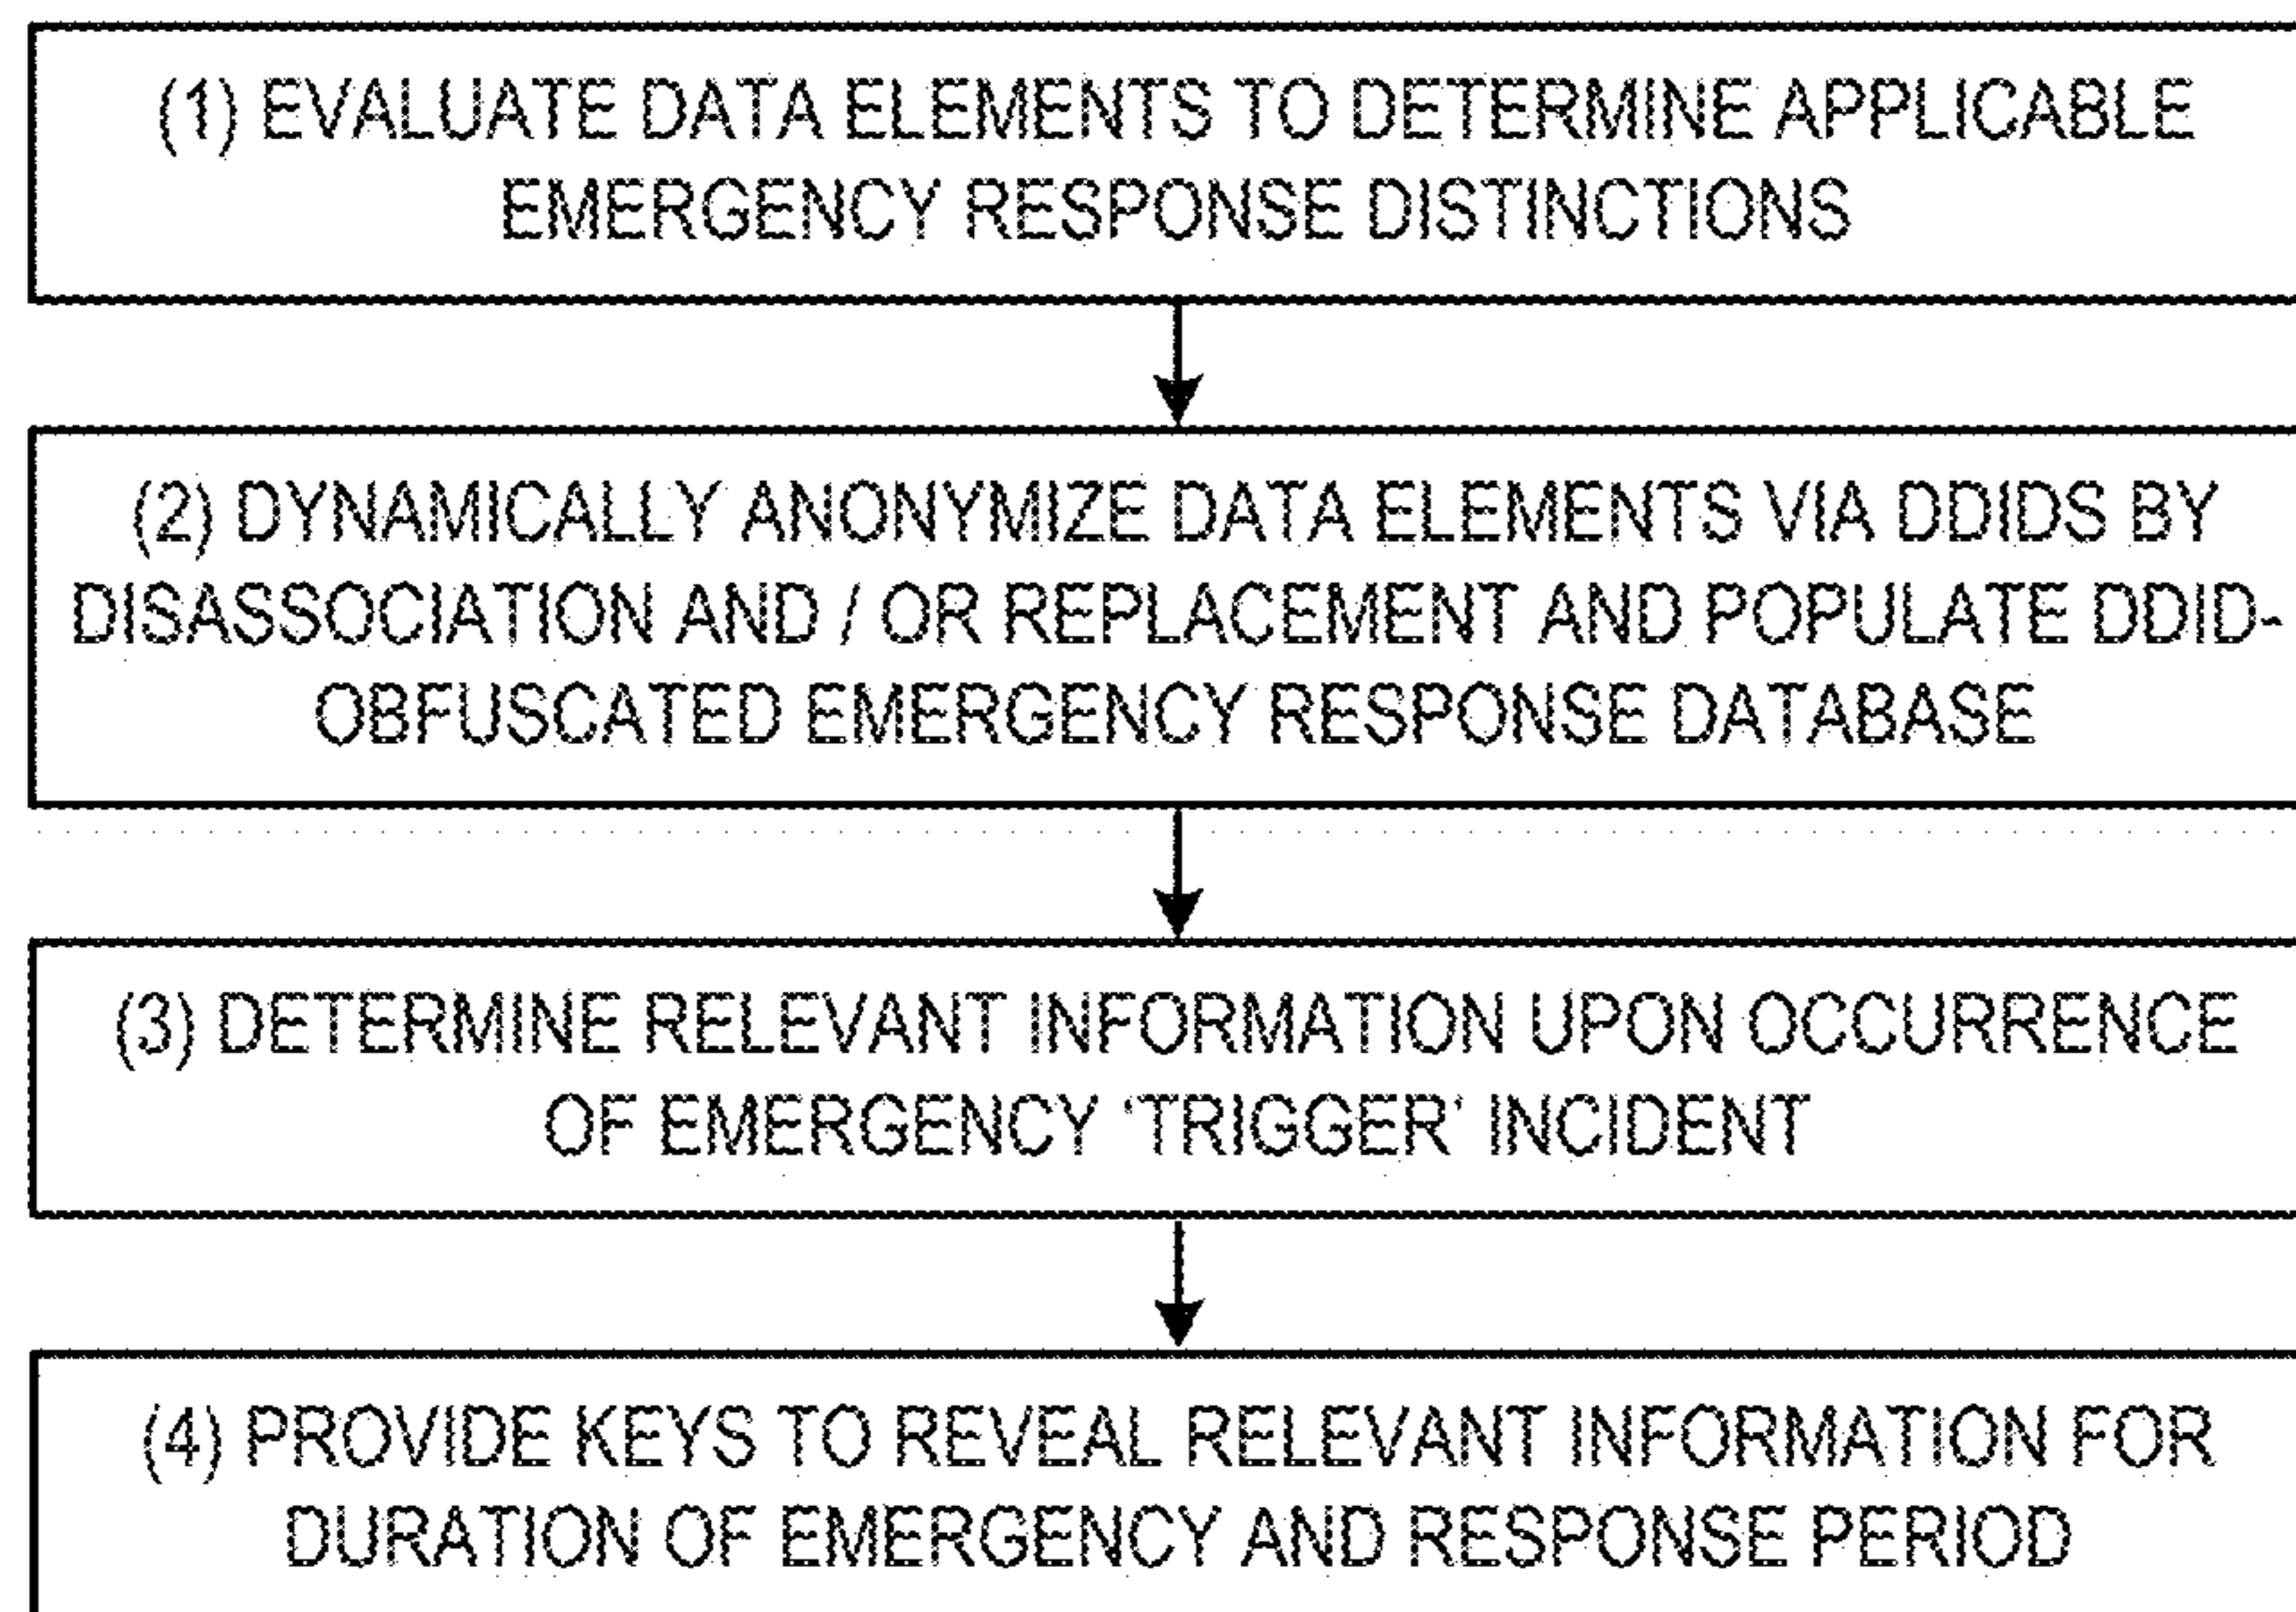 (1) EVALUATE DATA ELEMENTS TO DETERMINE APPLICABLE
EMERGENCY RESPONSE DISTINCTIONS
(2) DYNAMICALLY ANONYMIZE DATA ELEMENTS VIA DDIDS BY
DISASSOCIATION AND / OR REPLACEMENT AND POPULATE DDID-
OBFUSCATED EMERGENCY RESPONSE DATABASE
(3) DETERMINE RELEVANT INFORMATION UPON OCCURRENCE
OF EMERGENCY ‘TRIGGER’ INCIDENT
(4) PROVIDE KEYS TO REVEAL RELEVANT INFORMATION FOR
DURATION OF EMERGENCY AND RESPONSE PERIOD